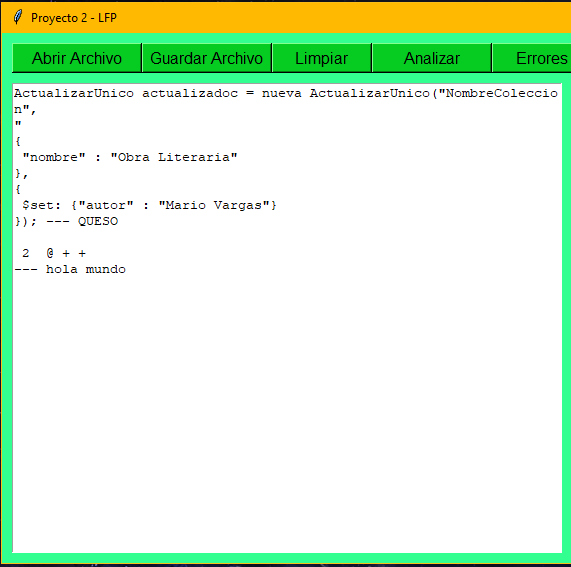 Proyecto 2 - LFP
Abrir Archivo Guardar Archivo Limpiar Analizar Errores
ActualizarUnico actualizadoc = nueva ActualizarUnico("NombreColeccio
n",
"
{
 "nombre" : "Obra Literaria"
},
{
 $set: {"autor" : "Mario Vargas"}
}); --- QUESO

 2  @ + +
--- hola mundo